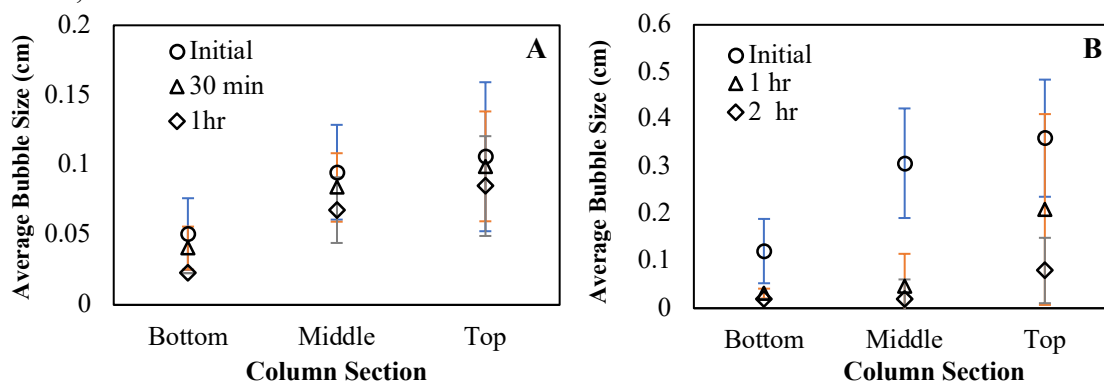 0.2
0.15
0.1
0.05
0
Average Bubble Size (cm)
Initial
30 min
1hr
A
Bottom Middle Top
Column Section
0.6
0.5
0.4
0.3
0.2
0.1
0
Average Bubble Size (cm)
Initial
1 hr
2 hr
B
Bottom Middle Top
Column Section